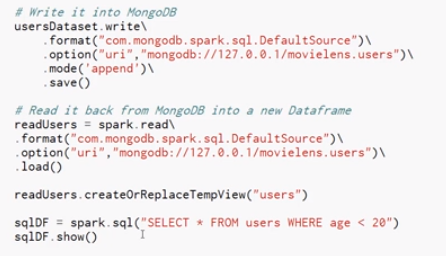 # Write it into MongoDB
usersDataset.write\
    .format("com.mongodb.spark.sql.DefaultSource")\
    .option("uri","mongodb://127.0.0.1/movielens.users")\
    .mode('append')\
    .save()
# Read it back from MongoDB into a new Dataframe
readUsers = spark.read\
.format("com.mongodb.spark.sql.DefaultSource")\
.option("uri","mongodb://127.0.0.1/movielens.users")\
.load()
readUsers.createOrReplaceTempView("users")
sqlDF = spark.sql("SELECT * FROM users WHERE age < 20")
sqlDF.show()